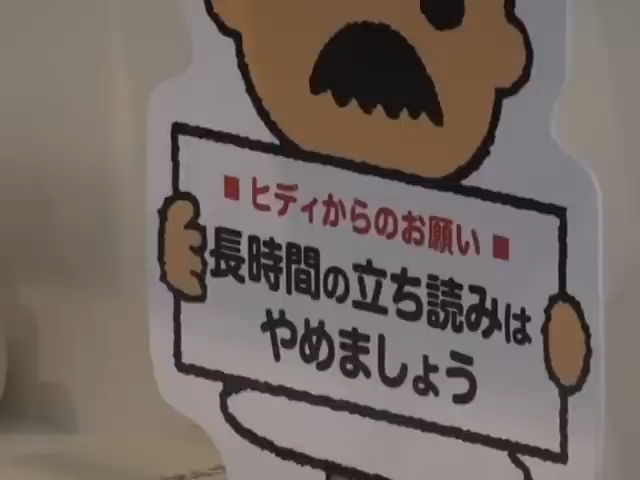 ■ヒディからのお願い■
長時間の立ち読みは
やめましょう